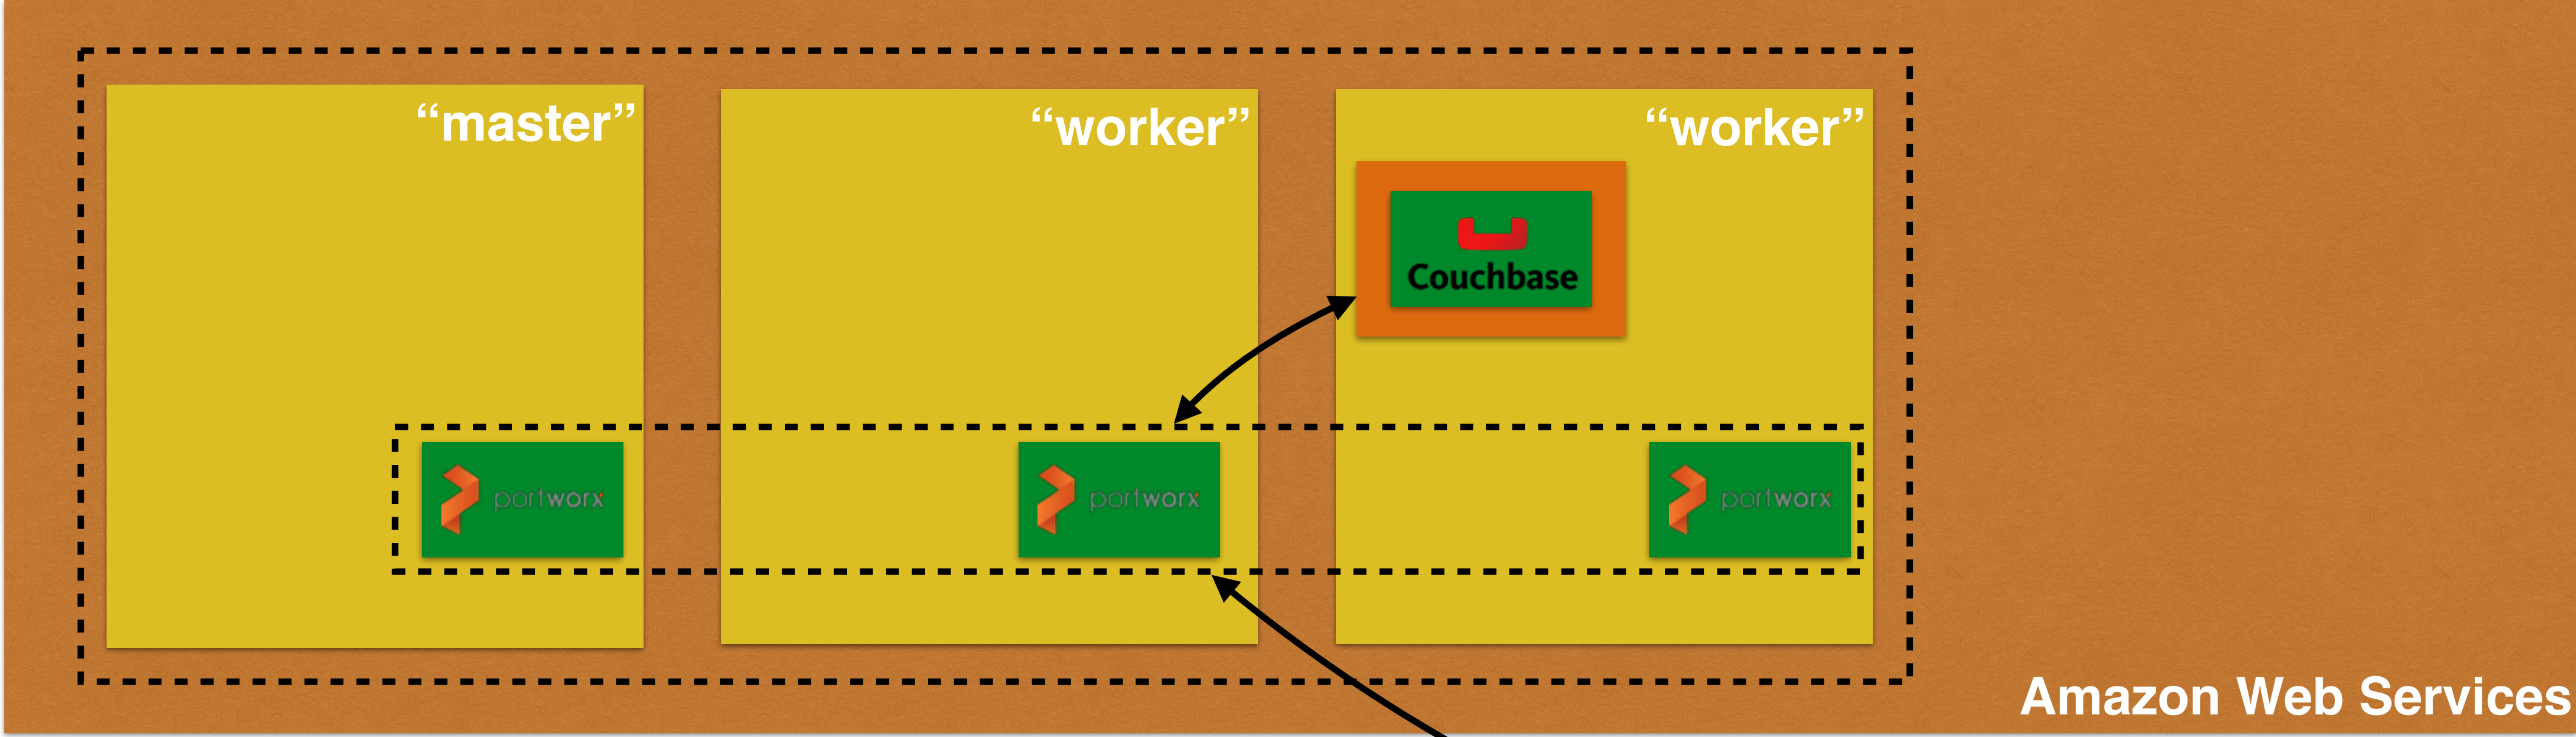 “master”
“worker”
“worker”
Couchbase
portworx
portworx
portworx
Amazon Web Services